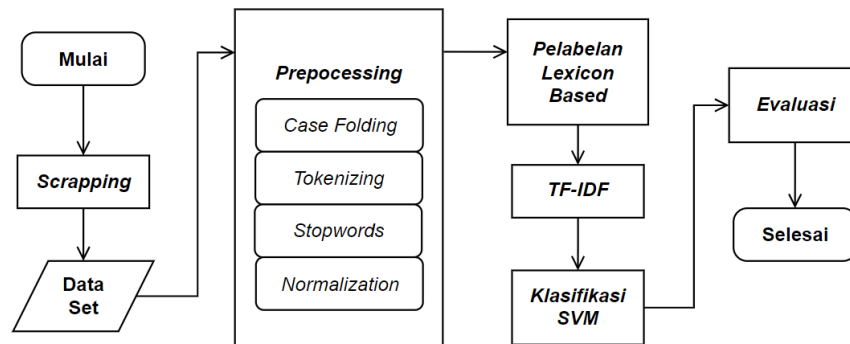 Mulai
Scrapping
Data
Set
Prepocessing
Case Folding
Tokenizing
Stopwords
Normalization
Pelabelan
Lexicon
Based
TF-IDF
Klasifikasi
SVM
Evaluasi
Selesai